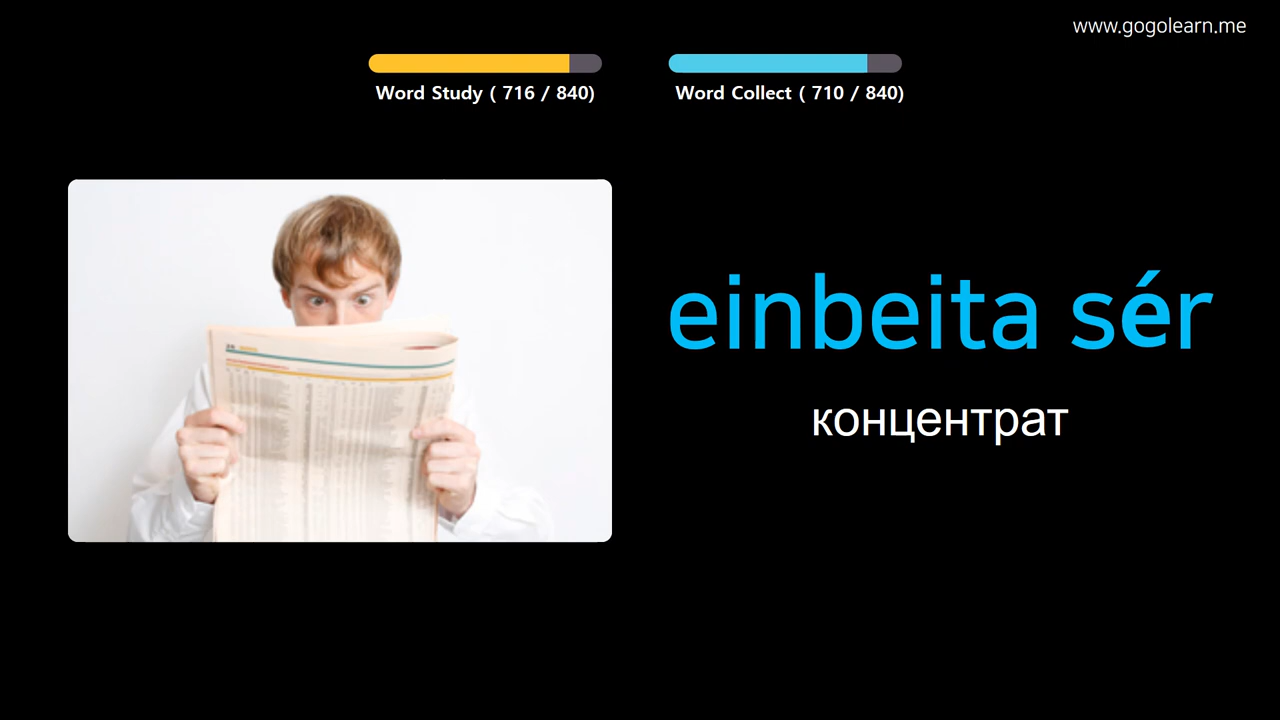 www.gogolearn.me
Word Study ( 716 / 840)
Word Collect ( 710 / 840)
einbeita sér
концентрат